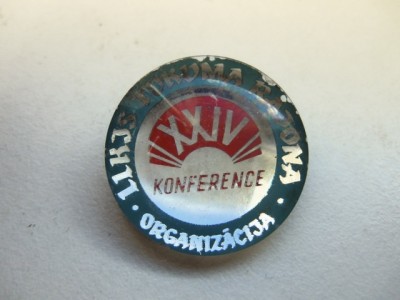 LĻKJS
RAJONA
ORGANIZĀCIJA
XXIV
KONFERENCE